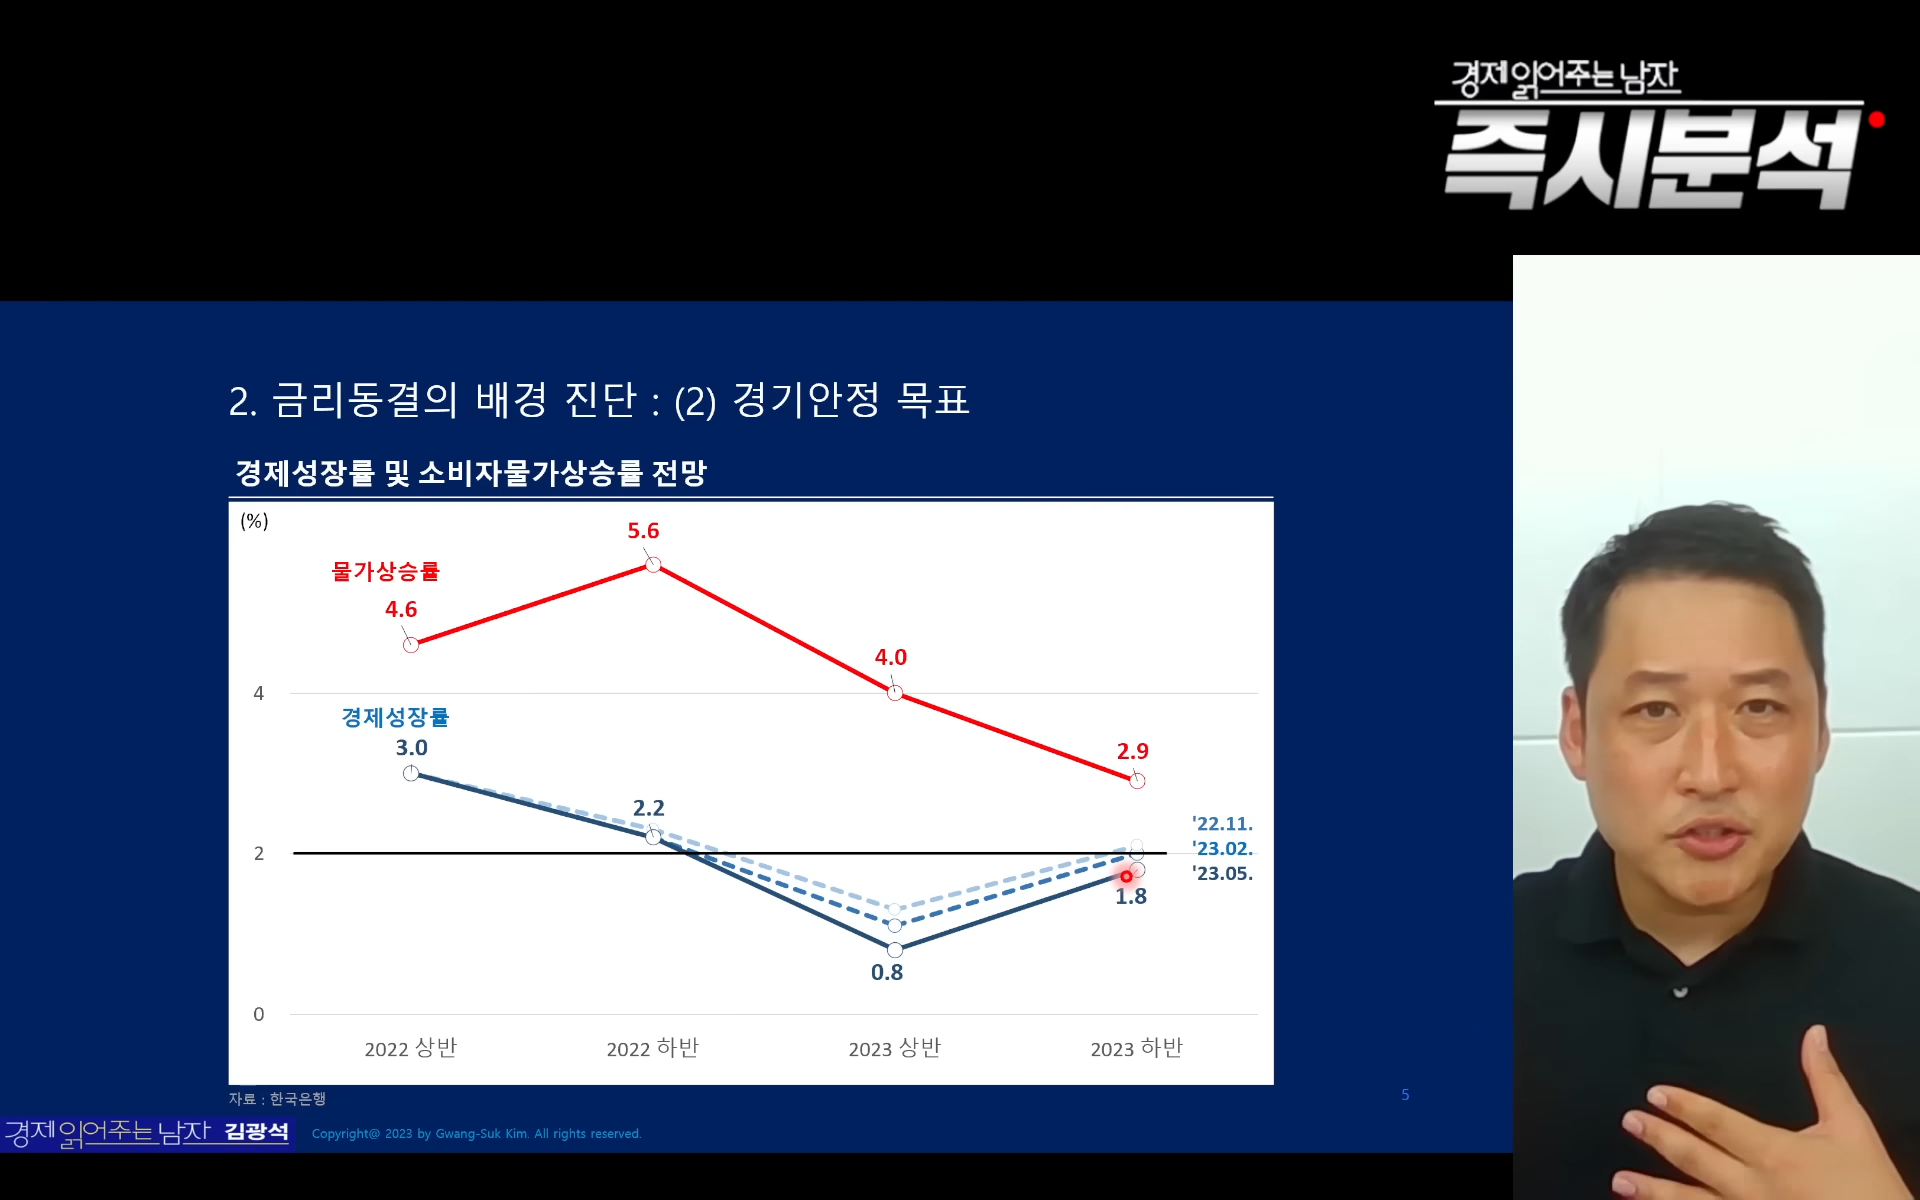 경제읽어주는남자
즉시분석
2. 금리동결의 배경 진단 : (2) 경기안정 목표
경제성장률 및 소비자물가상승률 전망
(%)
5.6
물가상승률
4.6
4.0
4
경제성장률
3.0
2.9
2.2
'22.11.
2
'23.02.
'23.05.
1.8
0.8
0
2022 상반
2022 하반
2023 상반
2023 하반
자료 : 한국은행
5
경제읽어주는남자 김광석
Copyright@ 2023 by Gwang-Suk Kim. All rights reserved.